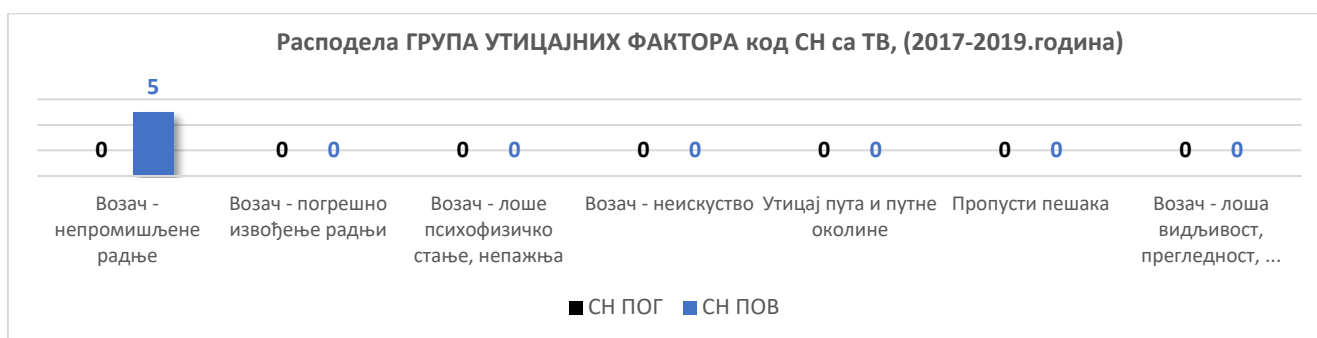 Расподела ГРУПА УТИЦАЈНИХ ФАКТОРА код СН са ТВ, (2017-2019.година)
5
0 0 0 0 0 0 0 0 0 0 0 0 0
Возач - непромишљене радње
Возач - погрешно извођење радњи
Возач - лоше психофизичко стање, непажња
Возач - неискуство
Утицај пута и путне околине
Пропусти пешака
Возач - лоша видљивост, прегледност, ...
СН ПОГ СН ПОВ